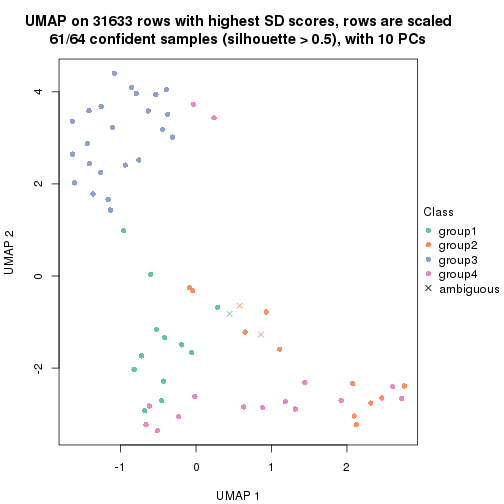 UMAP on 31633 rows with highest SD scores, rows are scaled
61/64 confident samples (silhouette > 0.5), with 10 PCs
4
2
0
-2
UMAP 2
-1
0
1
2
UMAP 1
Class
group1
group2
group3
group4
ambiguous